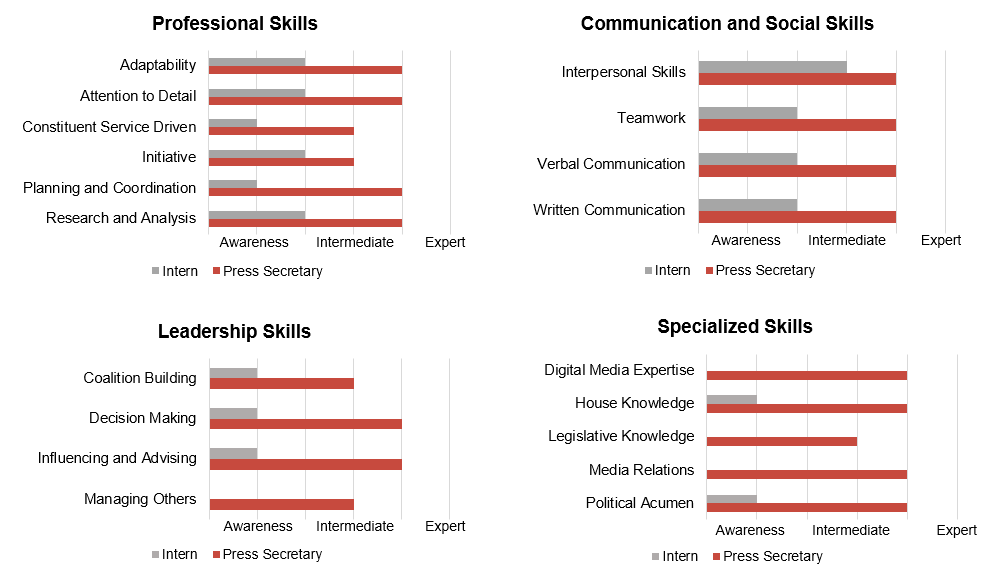 Professional Skills
Adaptability
Attention to Detail
Constituent Service Driven
Initiative
Planning and Coordination
Research and Analysis
Awareness Intermediate Expert
Intern Press Secretary
Communication and Social Skills
Interpersonal Skills
Teamwork
Verbal Communication
Written Communication
Awareness Intermediate Expert
Intern Press Secretary
Leadership Skills
Coalition Building
Decision Making
Influencing and Advising
Managing Others
Awareness Intermediate Expert
Intern Press Secretary
Specialized Skills
Digital Media Expertise
House Knowledge
Legislative Knowledge
Media Relations
Political Acumen
Awareness Intermediate Expert
Intern Press Secretary